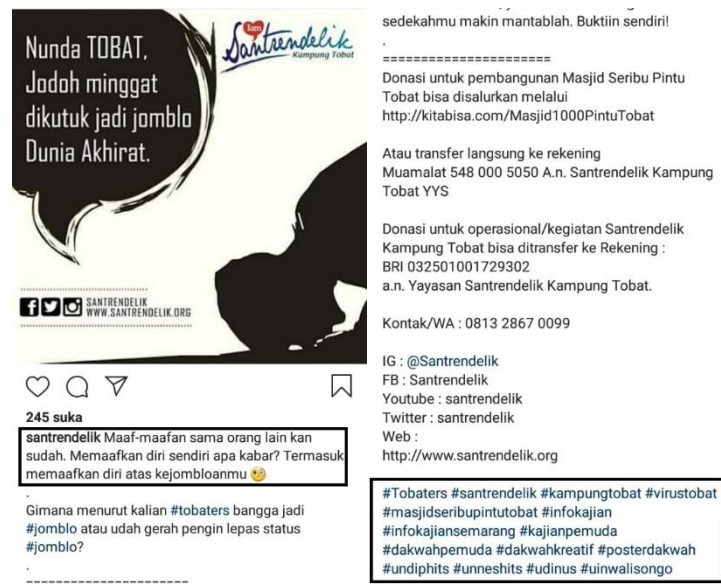 Nunda TOBAT,
Jodoh minggat
dikutuk jadi jomblo
Dunia Akhirat.
I am
Santrendelik
Kampung Tobat
SANTRENDELIK
WWW.SANTRENDELIK.ORG
245 suka
santrendelik Maaf-maafan sama orang lain kan
sudah. Memaafkan diri sendiri apa kabar? Termasuk
memaafkan diri atas kejombloanmu 🧐
.
Gimana menurut kalian #tobaters bangga jadi
#jomblo atau udah gerah pengin lepas status
#jomblo?
.
=======================
sedekahmu makin mantablah. Buktiin sendiri!
.
=======================
Donasi untuk pembangunan Masjid Seribu Pintu
Tobat bisa disalurkan melalui
http://kitabisa.com/Masjid1000PintuTobat
Atau transfer langsung ke rekening
Muamalat 548 000 5050 A.n. Santrendelik Kampung
Tobat YYS
Donasi untuk operasional/kegiatan Santrendelik
Kampung Tobat bisa ditransfer ke Rekening :
BRI 032501001729302
a.n. Yayasan Santrendelik Kampung Tobat.
Kontak/WA : 0813 2867 0099
IG : @Santrendelik
FB : Santrendelik
Youtube : santrendelik
Twitter : santrendelik
Web :
http://www.santrendelik.org
#Tobaters #santrendelik #kampungtobat #virustobat
#masjidseribupintutobat #infokajian
#infokajiansemarang #kajianpemuda
#dakwahpemuda #dakwahkreatif #posterdakwah
#undiphits #unneshits #udinus #uinwalisongo